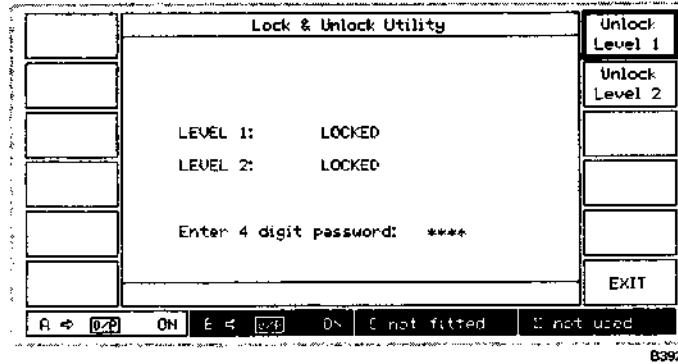 Lock & Unlock Utility
Unlock
Level 1
Unlock
Level 2
LEVEL 1: LOCKED
LEVEL 2: LOCKED
Enter 4 digit password: ****
EXIT
A ⇨ O/P ON
O/P ON
C not fitted
not used